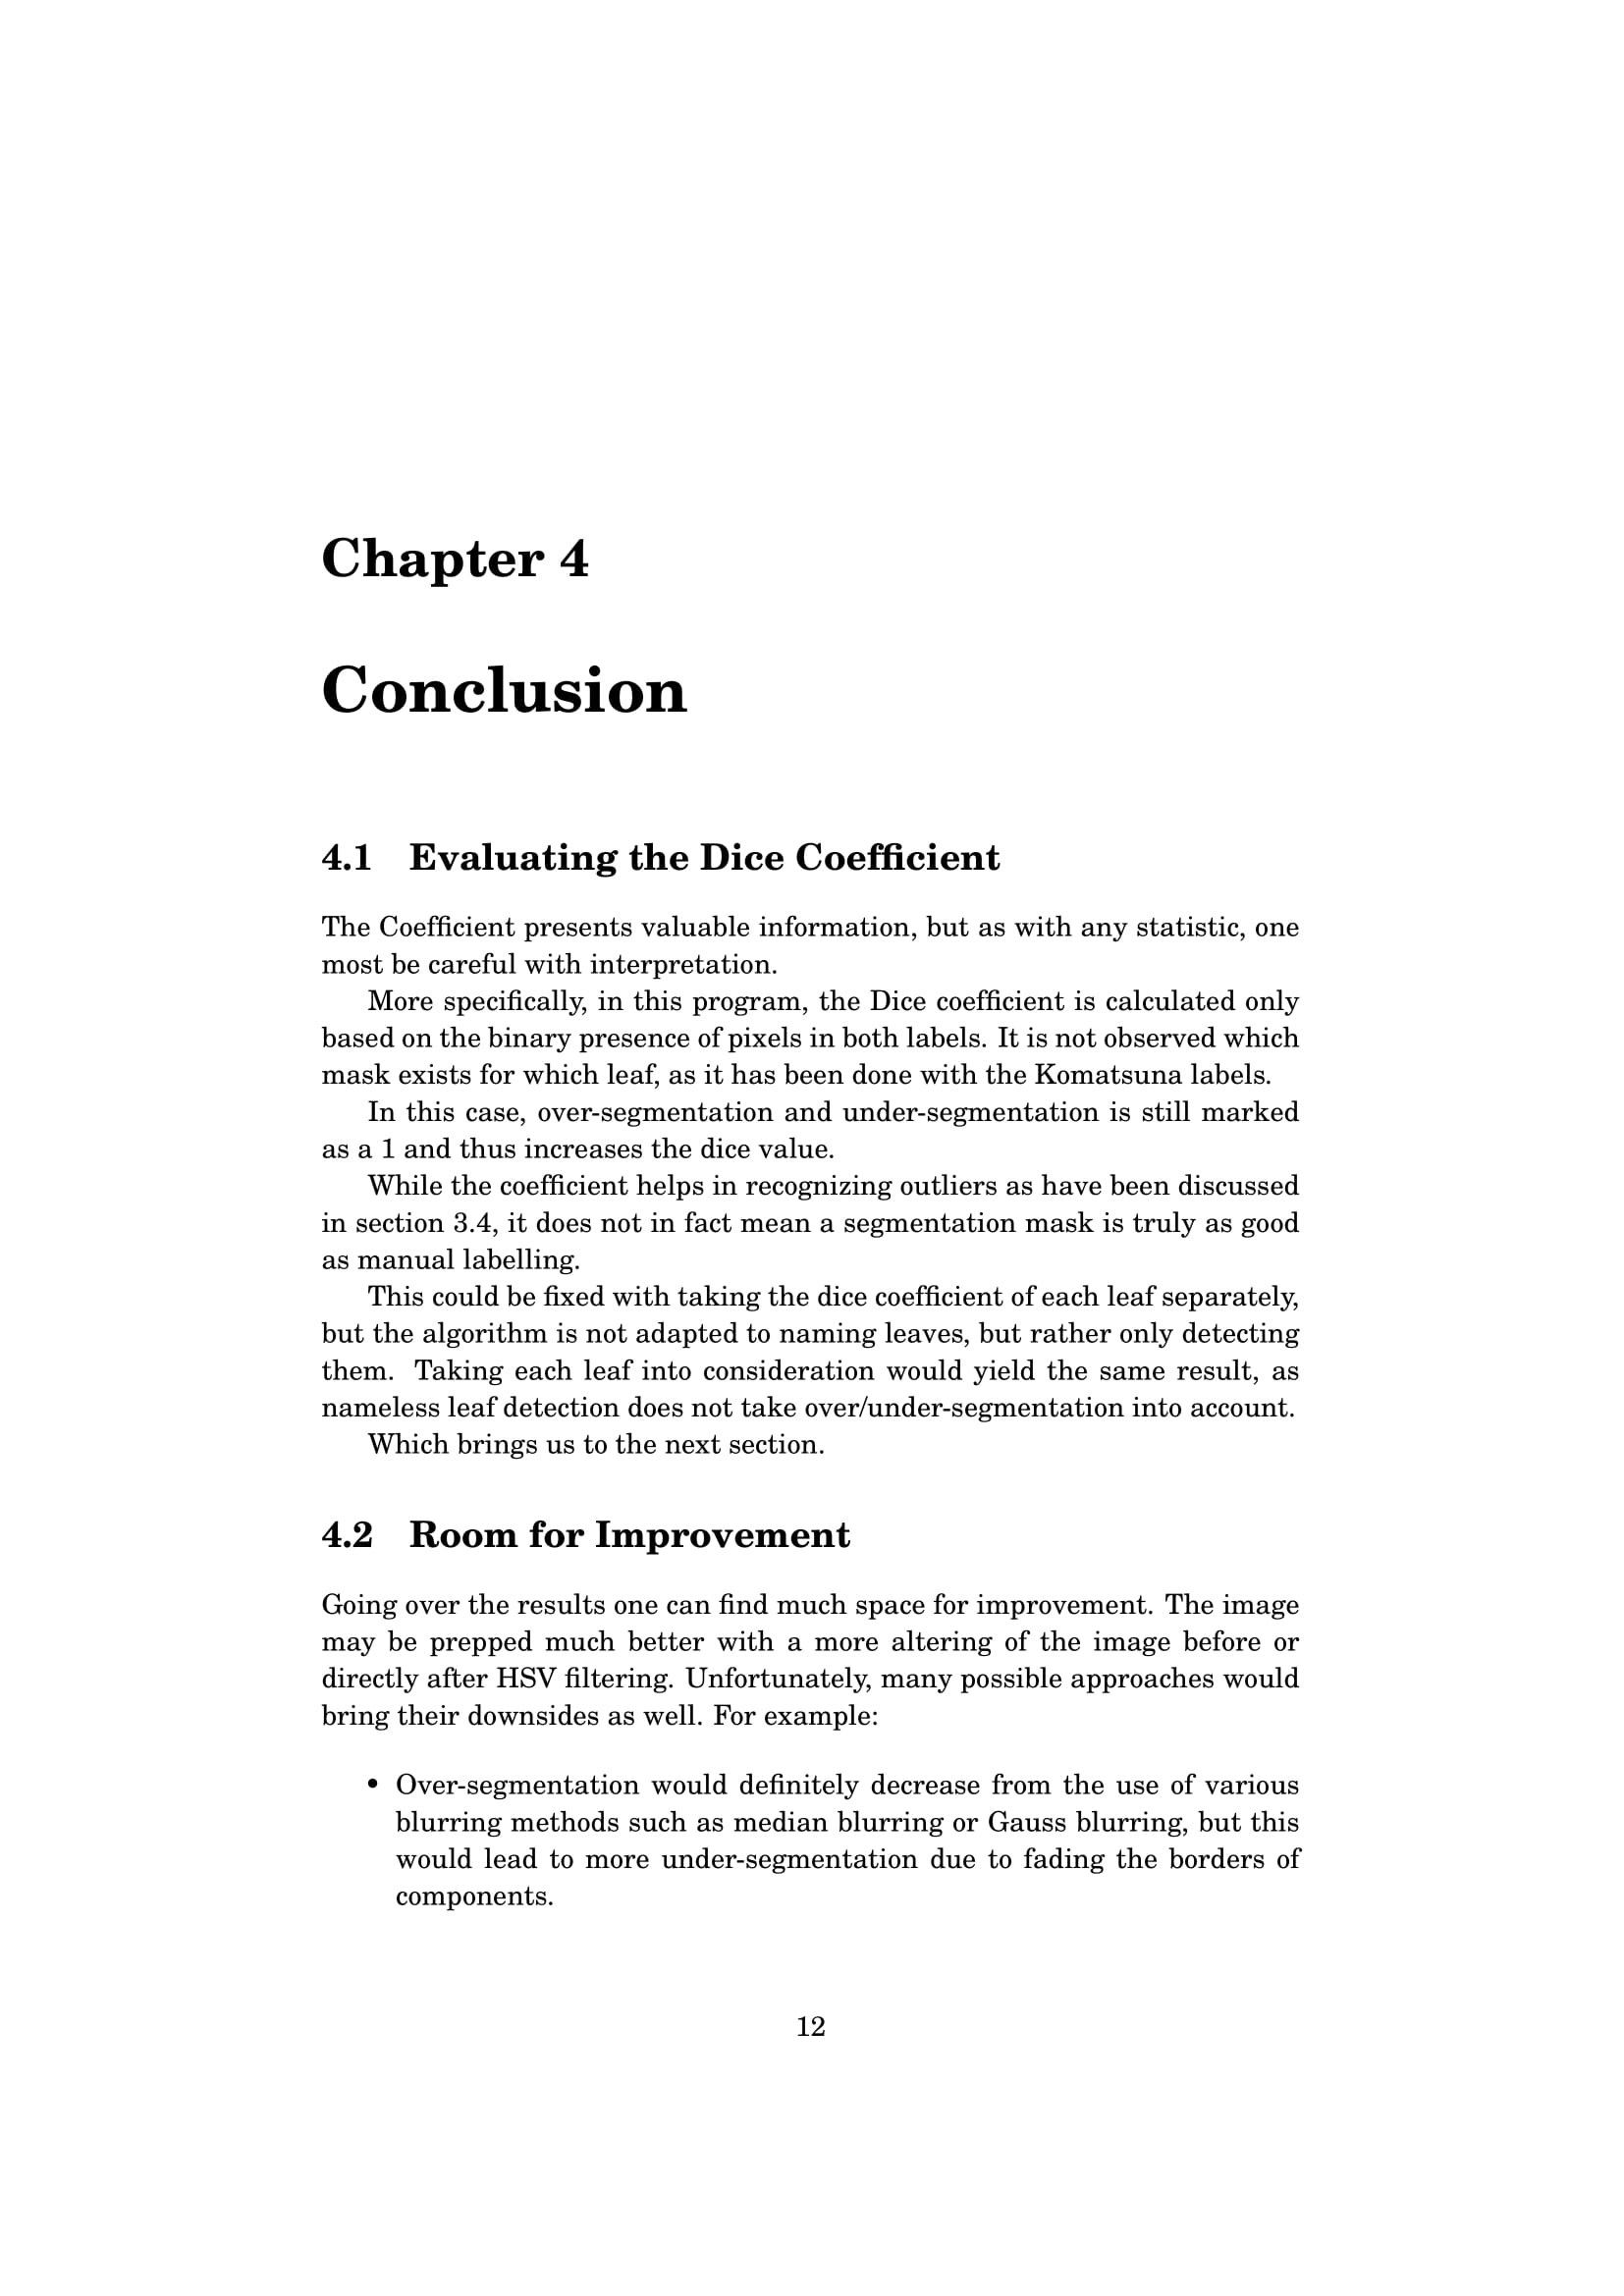 Chapter 4
Conclusion
4.1 Evaluating the Dice Coefficient
The Coefficient presents valuable information, but as with any statistic, one
most be careful with interpretation.
More specifically, in this program, the Dice coefficient is calculated only
based on the binary presence of pixels in both labels. It is not observed which
mask exists for which leaf, as it has been done with the Komatsuna labels.
In this case, over-segmentation and under-segmentation is still marked
as a 1 and thus increases the dice value.
While the coefficient helps in recognizing outliers as have been discussed
in section 3.4, it does not in fact mean a segmentation mask is truly as good
as manual labelling.
This could be fixed with taking the dice coefficient of each leaf separately,
but the algorithm is not adapted to naming leaves, but rather only detecting
them. Taking each leaf into consideration would yield the same result, as
nameless leaf detection does not take over/under-segmentation into account.
Which brings us to the next section.
4.2 Room for Improvement
Going over the results one can find much space for improvement. The image
may be prepped much better with a more altering of the image before or
directly after HSV filtering. Unfortunately, many possible approaches would
bring their downsides as well. For example:
• Over-segmentation would definitely decrease from the use of various
blurring methods such as median blurring or Gauss blurring, but this
would lead to more under-segmentation due to fading the borders of
components.
12